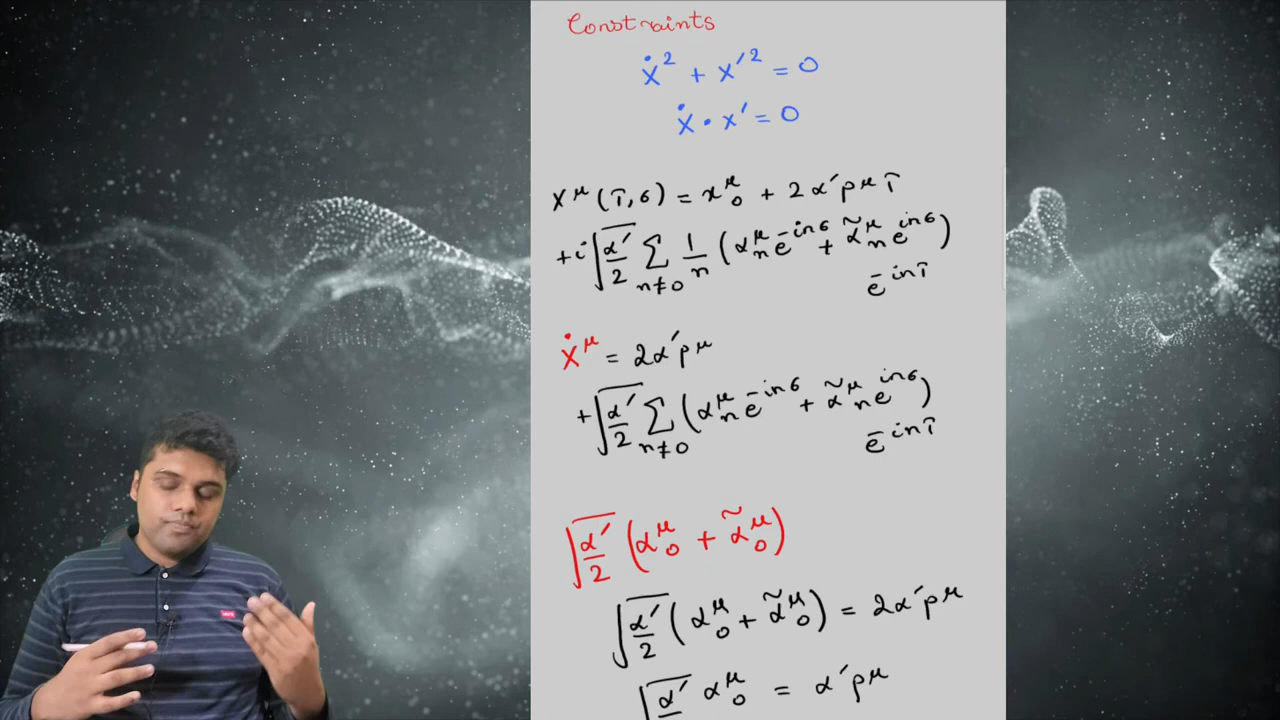 Constraints
Ẋ² + X′² = 0
Ẋ • X′ = 0
X^μ (τ,σ) = x^μ_0 + 2α′p^μ τ
+ i √(α′/2) Σ_{n≠0} 1/n (α^μ_n e^{-inσ} + α̃^μ_n e^{inσ})
e^{-inτ}
Ẋ^μ = 2α′p^μ
+ √(α′/2) Σ_{n≠0} (α^μ_n e^{-inσ} + α̃^μ_n e^{inσ})
e^{-inτ}
√(α′/2) (α^μ_0 + α̃^μ_0)
√(α′/2) (α^μ_0 + α̃^μ_0) = 2α′p^μ
√α′ α^μ_0 = α′p^μ